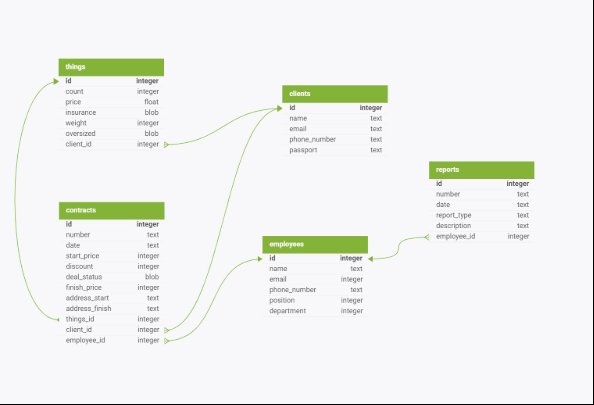 things
id integer
count integer
price float
insurance blob
weight integer
oversized blob
client_id integer
clients
id integer
name text
email text
phone_number text
passport text
reports
id integer
number text
date text
report_type text
description text
employee_id integer
contracts
id integer
number text
date text
start_price integer
discount integer
deal_status blob
finish_price integer
address_start text
address_finish text
things_id integer
client_id integer
employee_id integer
employees
id integer
name text
email integer
phone_number text
position integer
department integer